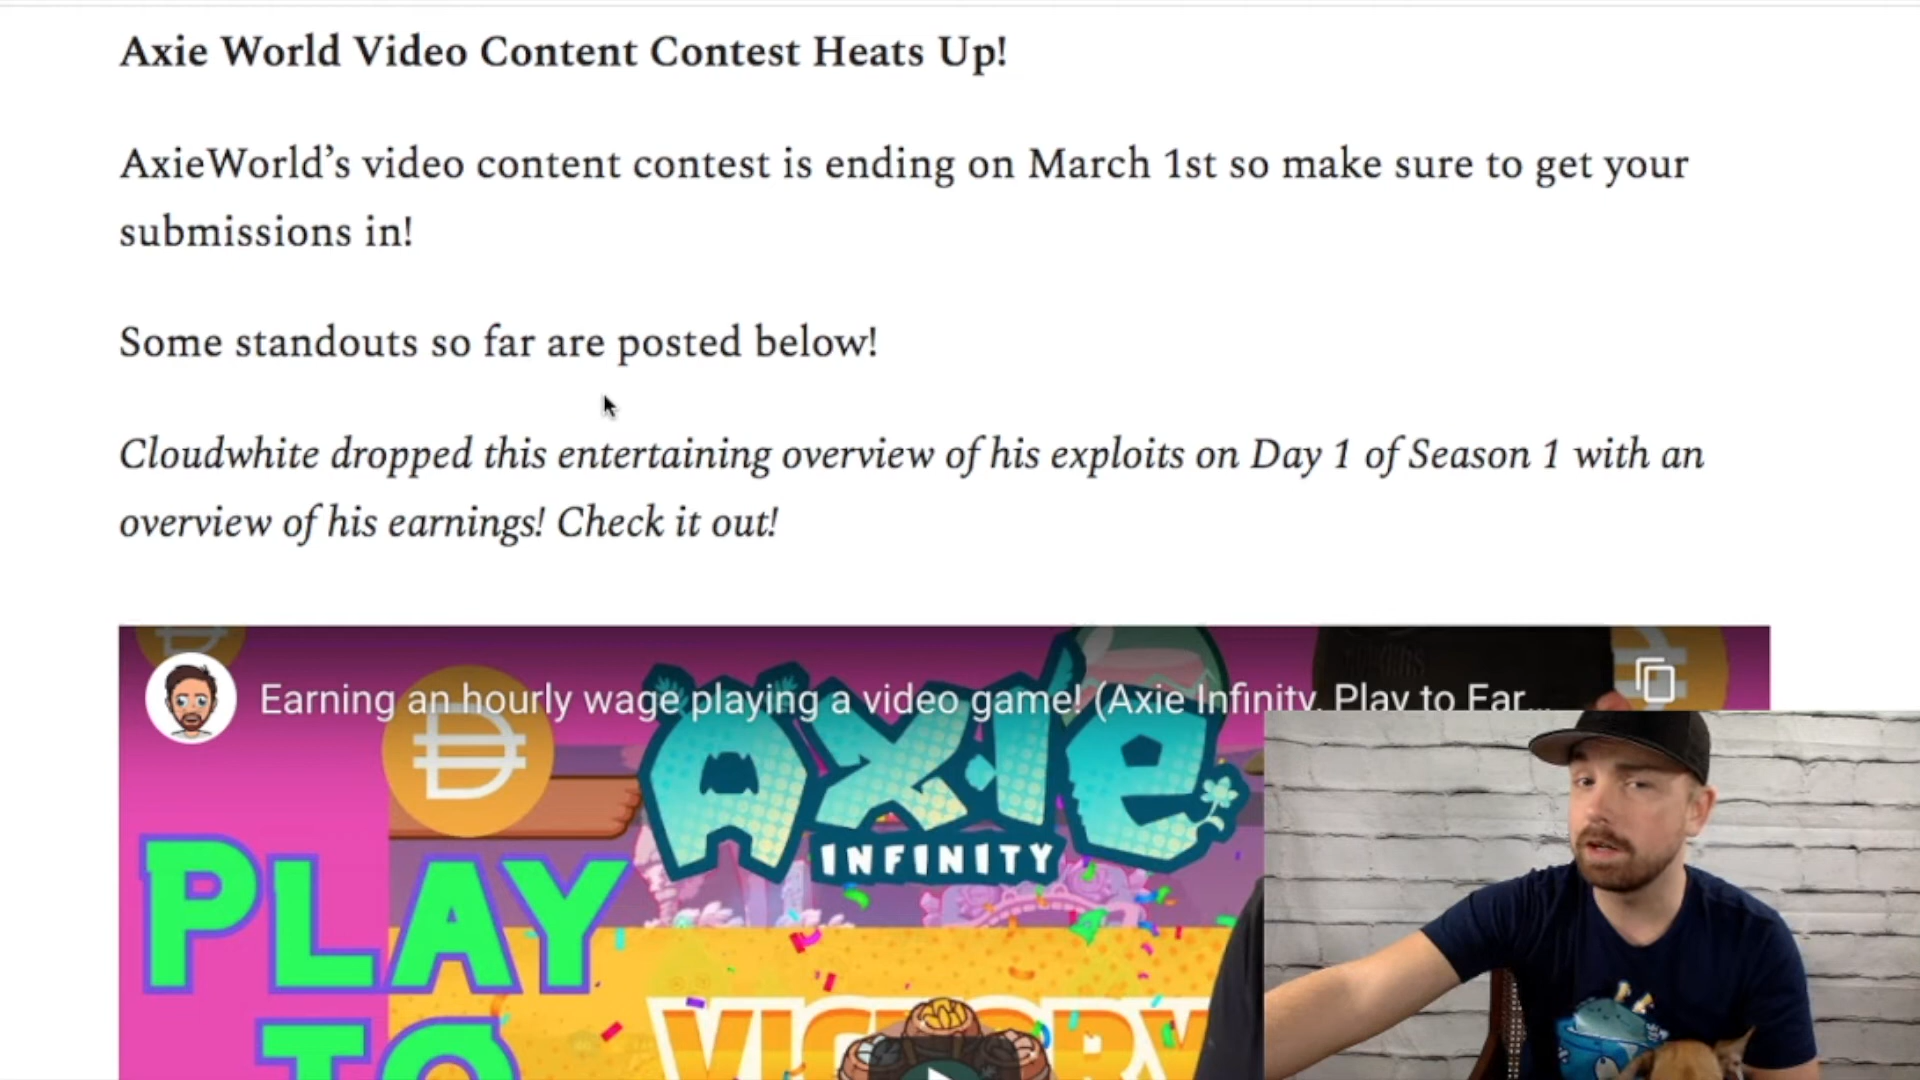 Axie World Video Content Contest Heats Up!
AxieWorld’s video content contest is ending on March 1st so make sure to get your
submissions in!
Some standouts so far are posted below!
Cloudwhite dropped this entertaining overview of his exploits on Day 1 of Season 1 with an
overview of his earnings! Check it out!
Earning an hourly wage playing a video game! (Axie Infinity, Play to Ear...
AXIE
INFINITY
PLAY
TO
VICTORY